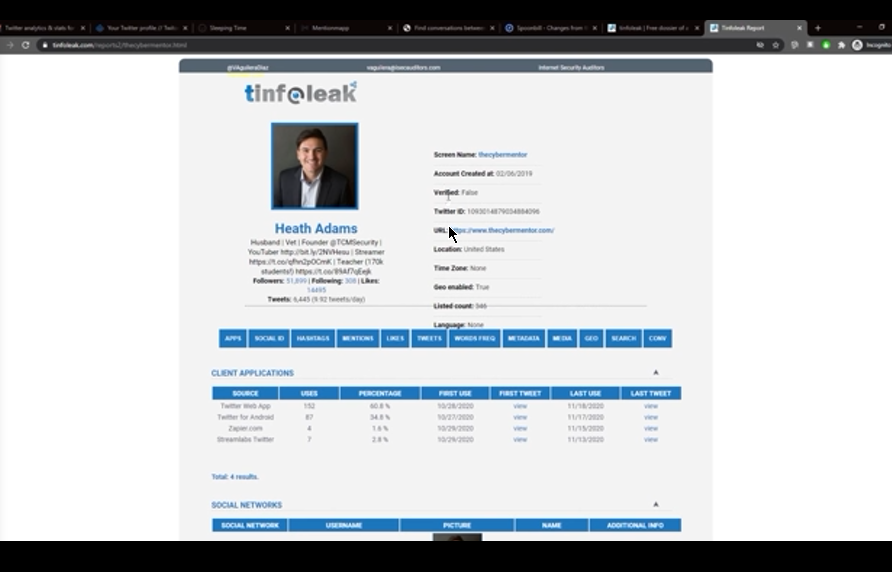 Twitter analytics & stats fo
Your Twitter profile // Twit
Sleeping Time
Mentionmapp
Find conversations betwee
Spoonbill : Changes from t
tinfoleak | Free dossier of a
Tinfoleak Report
tinfoleak.com/reports2/thecybermentor.html
Incognito
@VAguileraDiaz
vaguilera@isecauditors.com
Internet Security Auditors
tinfoleak
Screen Name: thecybermentor
Account Created at: 02/06/2019
Verified: False
Twitter ID: 1093014879034884096
URL: https://www.thecybermentor.com/
Location: United States
Time Zone: None
Geo enabled: True
Listed count: 346
Language: None
Heath Adams
Husband | Vet | Founder @TCMSecurity |
YouTuber http://bit.ly/2NVHesu | Streamer
| Teacher (170k
students!)
Followers: 51,899 | Following: 308 | Likes:
14495
Tweets: 6,445 (9.92 tweets/day)
APPS
SOCIAL ID
HASHTAGS
MENTIONS
LIKES
TWEETS
WORDS FREQ.
METADATA
MEDIA
GEO
SEARCH
CONV
CLIENT APPLICATIONS
SOURCE USES PERCENTAGE FIRST USE FIRST TWEET LAST USE LAST TWEET
Twitter Web App 152 60.8 % 10/28/2020 view 11/18/2020 view
Twitter for Android 87 34.8 % 10/27/2020 view 11/17/2020 view
Zapier.com 4 1.6 % 10/29/2020 view 11/15/2020 view
Streamlabs Twitter 7 2.8 % 10/29/2020 view 11/13/2020 view
Total: 4 results.
SOCIAL NETWORKS
SOCIAL NETWORK USERNAME PICTURE NAME ADDITIONAL INFO